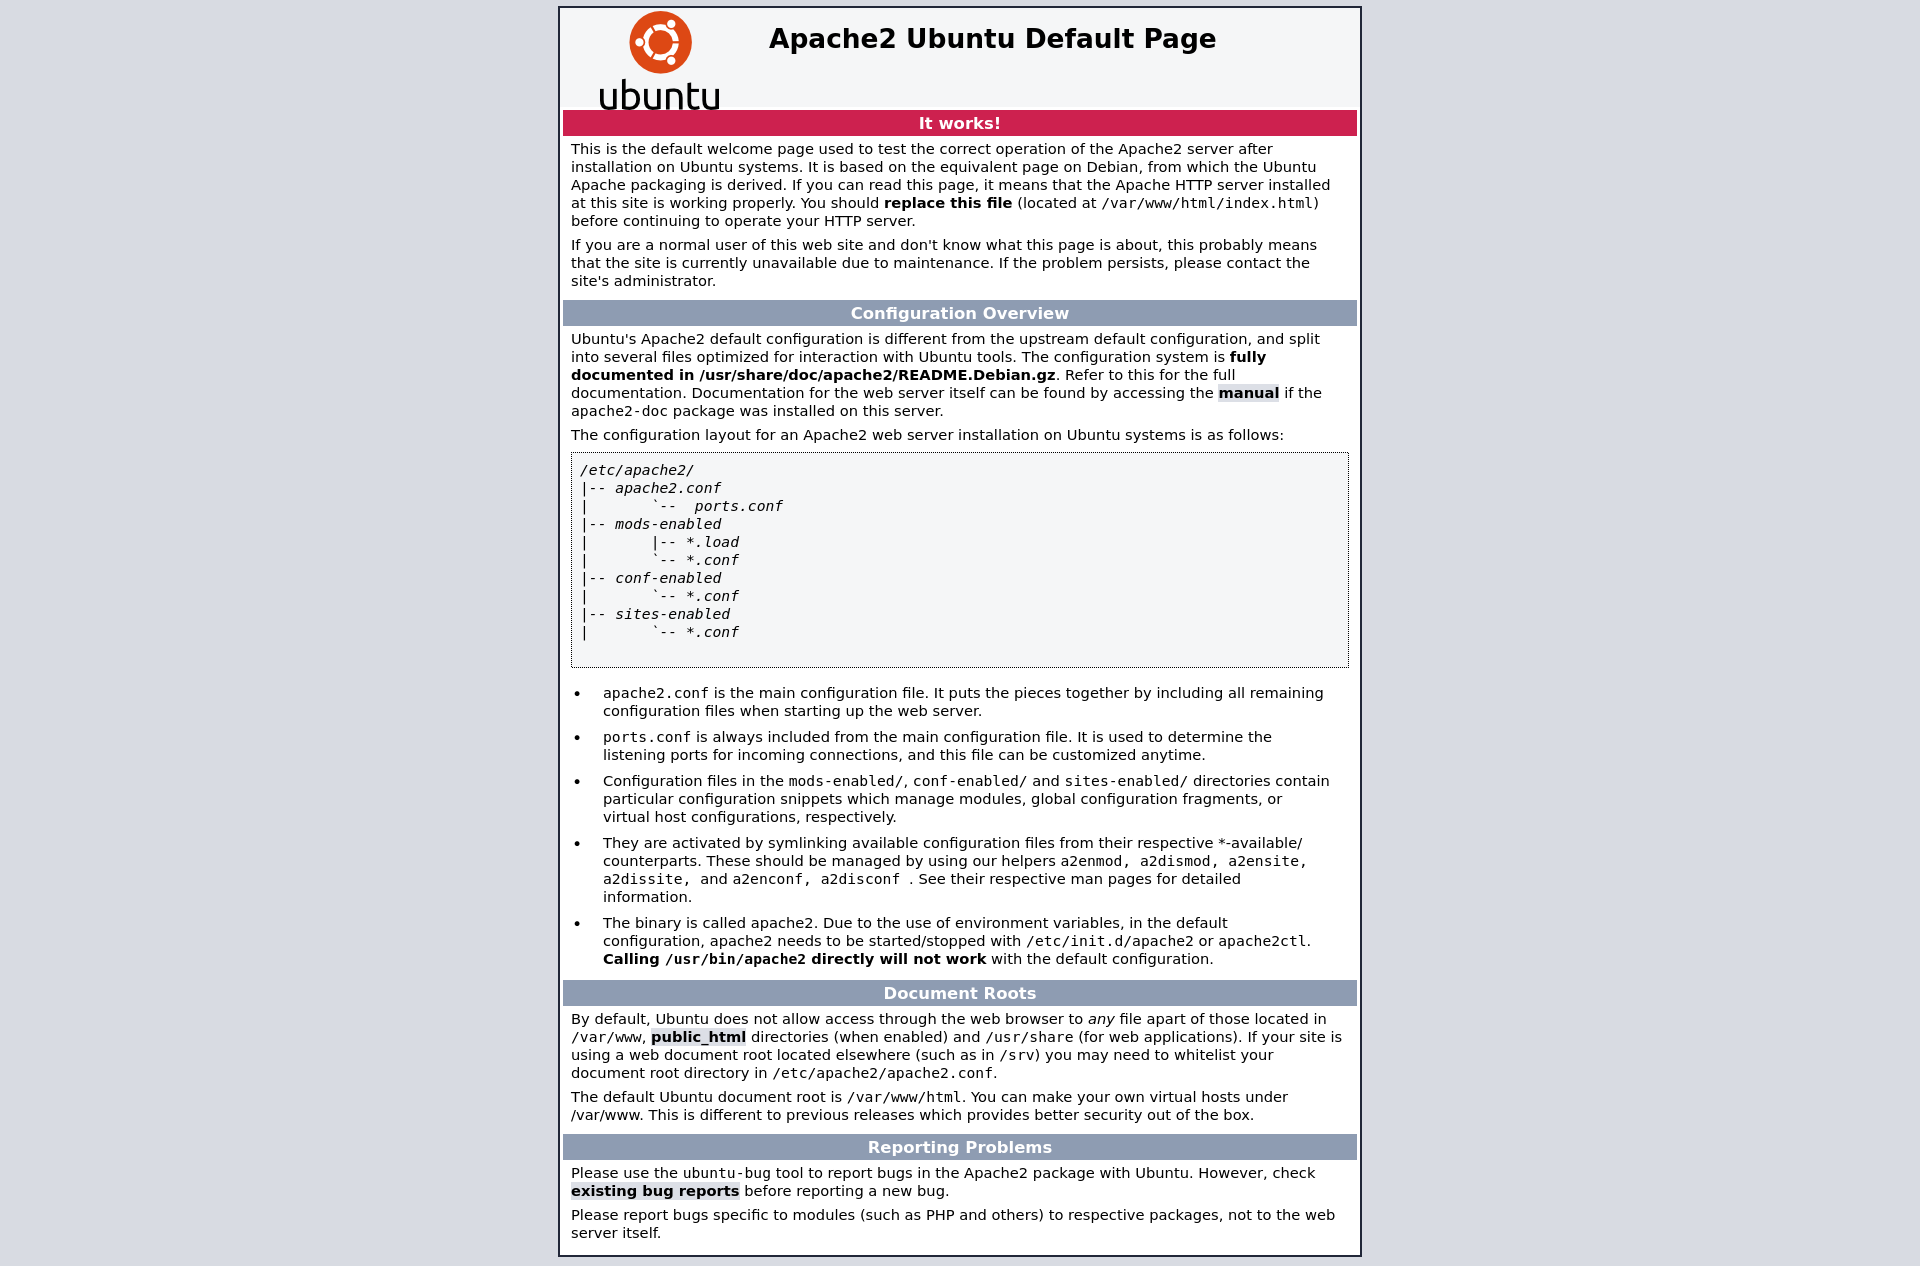 ubuntu
Apache2 Ubuntu Default Page
It works!
This is the default welcome page used to test the correct operation of the Apache2 server after
installation on Ubuntu systems. It is based on the equivalent page on Debian, from which the Ubuntu
Apache packaging is derived. If you can read this page, it means that the Apache HTTP server installed
at this site is working properly. You should replace this file (located at /var/www/html/index.html)
before continuing to operate your HTTP server.
If you are a normal user of this web site and don't know what this page is about, this probably means
that the site is currently unavailable due to maintenance. If the problem persists, please contact the
site's administrator.
Configuration Overview
Ubuntu's Apache2 default configuration is different from the upstream default configuration, and split
into several files optimized for interaction with Ubuntu tools. The configuration system is fully
documented in /usr/share/doc/apache2/README.Debian.gz. Refer to this for the full
documentation. Documentation for the web server itself can be found by accessing the manual if the
apache2-doc package was installed on this server.
The configuration layout for an Apache2 web server installation on Ubuntu systems is as follows:
/etc/apache2/
|-- apache2.conf
|       `--  ports.conf
|-- mods-enabled
|       |-- *.load
|       `-- *.conf
|-- conf-enabled
|       `-- *.conf
|-- sites-enabled
|       `-- *.conf
• apache2.conf is the main configuration file. It puts the pieces together by including all remaining
configuration files when starting up the web server.
• ports.conf is always included from the main configuration file. It is used to determine the
listening ports for incoming connections, and this file can be customized anytime.
• Configuration files in the mods-enabled/, conf-enabled/ and sites-enabled/ directories contain
particular configuration snippets which manage modules, global configuration fragments, or
virtual host configurations, respectively.
• They are activated by symlinking available configuration files from their respective *-available/
counterparts. These should be managed by using our helpers a2enmod, a2dismod, a2ensite,
a2dissite, and a2enconf, a2disconf . See their respective man pages for detailed
information.
• The binary is called apache2. Due to the use of environment variables, in the default
configuration, apache2 needs to be started/stopped with /etc/init.d/apache2 or apache2ctl.
Calling /usr/bin/apache2 directly will not work with the default configuration.
Document Roots
By default, Ubuntu does not allow access through the web browser to any file apart of those located in
/var/www, public_html directories (when enabled) and /usr/share (for web applications). If your site is
using a web document root located elsewhere (such as in /srv) you may need to whitelist your
document root directory in /etc/apache2/apache2.conf.
The default Ubuntu document root is /var/www/html. You can make your own virtual hosts under
/var/www. This is different to previous releases which provides better security out of the box.
Reporting Problems
Please use the ubuntu-bug tool to report bugs in the Apache2 package with Ubuntu. However, check
existing bug reports before reporting a new bug.
Please report bugs specific to modules (such as PHP and others) to respective packages, not to the web
server itself.